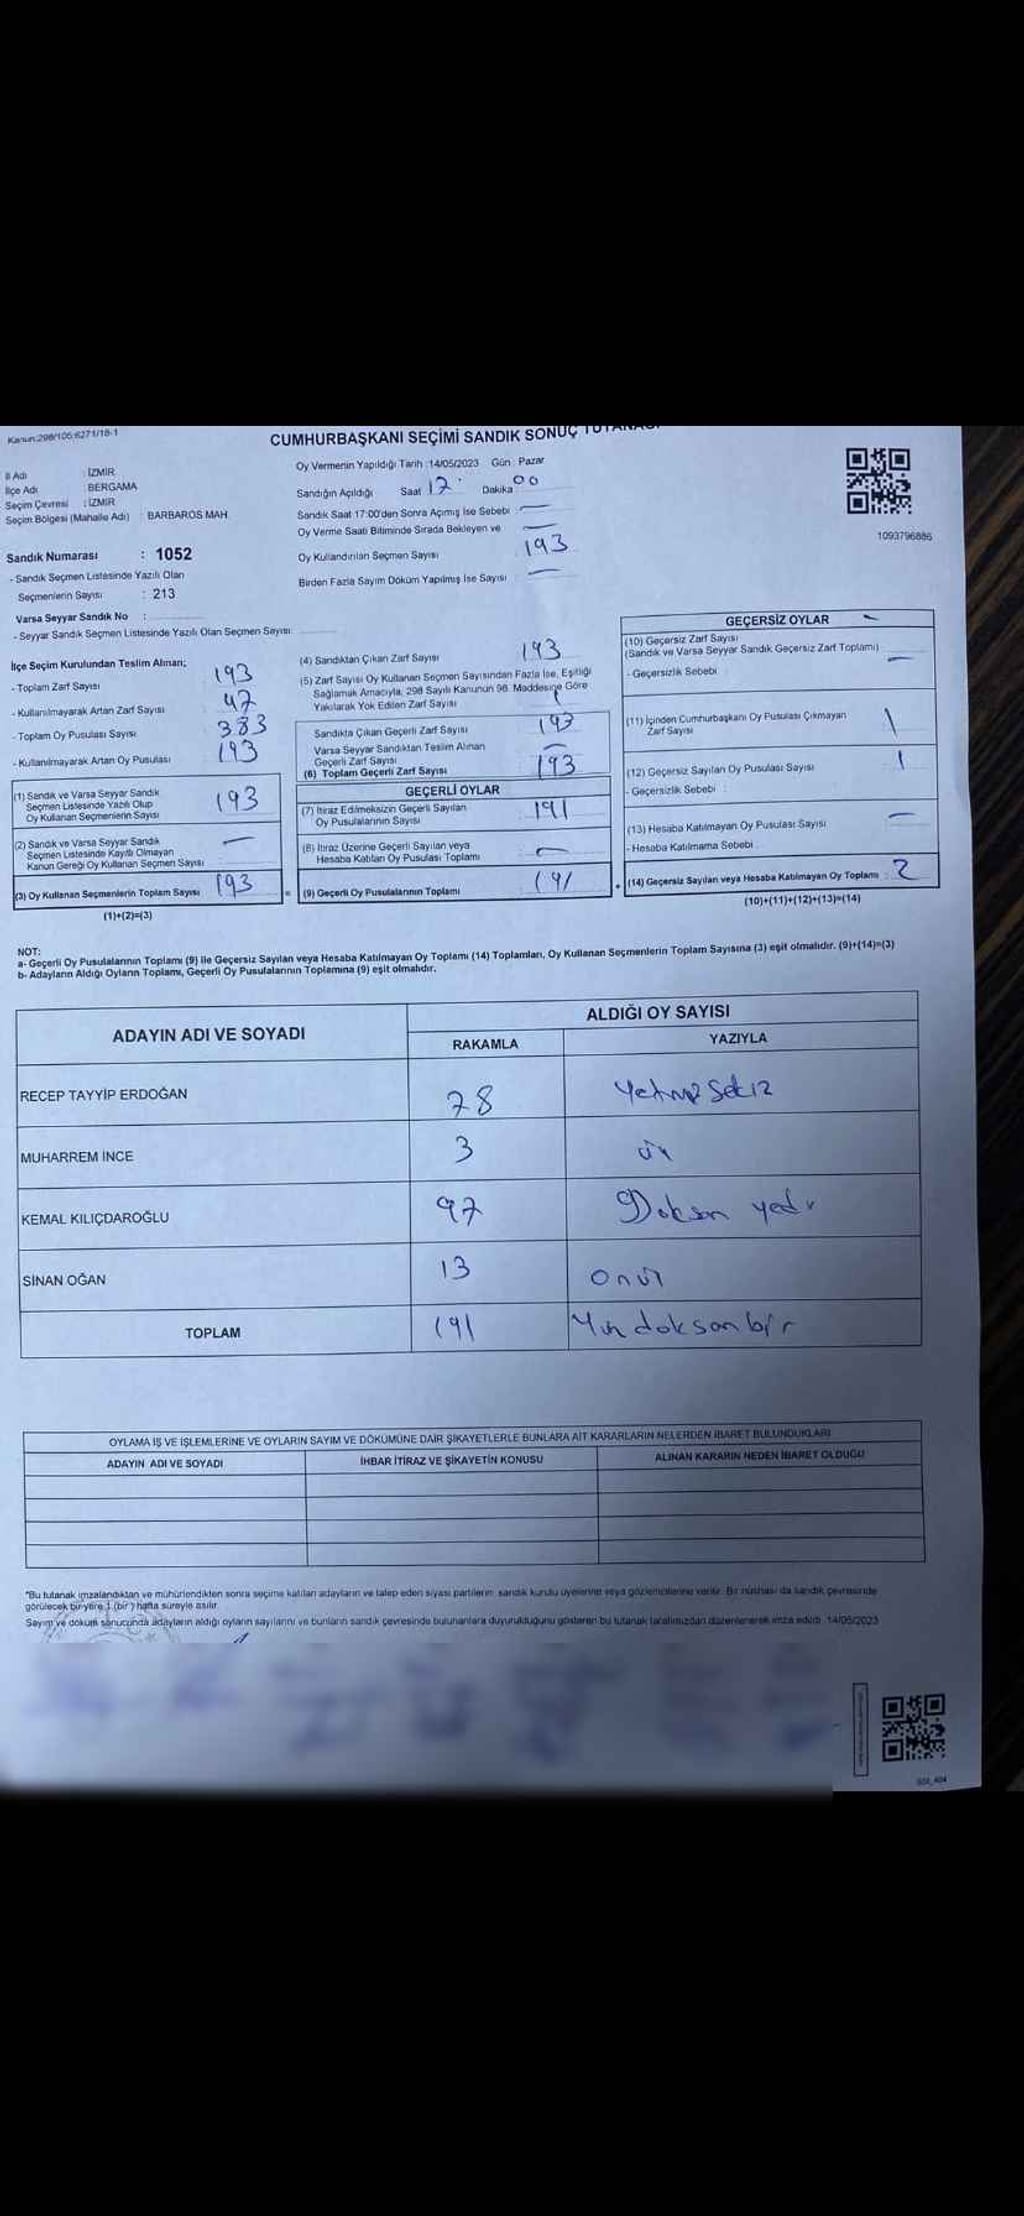 Kanun:298/105;6271/18-1
CUMHURBAŞKANI SEÇİMİ SANDIK SONUÇ TUTANAĞI
İl Adı : İZMİR
İlçe Adı : BERGAMA
Seçim Çevresi : İZMİR
Seçim Bölgesi (Mahalle Adı) : BARBAROS MAH
Sandık Numarası : 1052
- Sandık Seçmen Listesinde Yazılı Olan
Seçmenlerin Sayısı : 213
Varsa Seyyar Sandık No :
- Seyyar Sandık Seçmen Listesinde Yazılı Olan Seçmen Sayısı:
Oy Vermenin Yapıldığı Tarih :14/05/2023 Gün : Pazar
Sandığın Açıldığı Saat 17 Dakika 00
Sandık Saat 17:00'den Sonra Açmış İse Sebebi : —
Oy Verme Saati Bitiminde Sırada Bekleyen ve —
Oy Kullandırılan Seçmen Sayısı : 193
Birden Fazla Sayım Döküm Yapılmış İse Sayısı : —
1093796886
İlçe Seçim Kurulundan Teslim Alınan;
- Toplam Zarf Sayısı 193
- Kullanılmayarak Artan Zarf Sayısı 47
- Toplam Oy Pusulası Sayısı 383
- Kullanılmayarak Artan Oy Pusulası 193
(1) Sandık ve Varsa Seyyar Sandık
Seçmen Listesinde Yazılı Olup
Oy Kullanan Seçmenlerin Sayısı 193
(2) Sandık ve Varsa Seyyar Sandık
Seçmen Listesinde Kayıtlı Olmayan
Kanun Gereği Oy Kullanan Seçmen Sayısı —
(3) Oy Kullanan Seçmenlerin Toplam Sayısı : 193
(1)+(2)=(3)
(4) Sandıktan Çıkan Zarf Sayısı 193
(5) Zarf Sayısı Oy Kullanan Seçmen Sayısından Fazla İse, Eşitliği
Sağlamak Amacıyla, 298 Sayılı Kanunun 98. Maddesine Göre
Yakılarak Yok Edilen Zarf Sayısı
Sandıkta Çıkan Geçerli Zarf Sayısı 193
Varsa Seyyar Sandıktan Teslim Alınan
Geçerli Zarf Sayısı —
(6) Toplam Geçerli Zarf Sayısı 193
GEÇERLİ OYLAR
(7) İtiraz Edilmeksizin Geçerli Sayılan
Oy Pusulalarının Sayısı 191
(8) İtiraz Üzerine Geçerli Sayılan veya
Hesaba Katılan Oy Pusulası Toplamı : —
= (9) Geçerli Oy Pusulalarının Toplamı 191
GEÇERSİZ OYLAR
(10) Geçersiz Zarf Sayısı
(Sandık ve Varsa Seyyar Sandık Geçersiz Zarf Toplamı) —
- Geçersizlik Sebebi :
(11) İçinden Cumhurbaşkanı Oy Pusulası Çıkmayan
Zarf Sayısı 1
(12) Geçersiz Sayılan Oy Pusulası Sayısı 1
- Geçersizlik Sebebi :
(13) Hesaba Katılmayan Oy Pusulası Sayısı —
- Hesaba Katılmama Sebebi :
+ (14) Geçersiz Sayılan veya Hesaba Katılmayan Oy Toplamı : 2
(10)+(11)+(12)+(13)=(14)
NOT:
a- Geçerli Oy Pusulalarının Toplamı (9) ile Geçersiz Sayılan veya Hesaba Katılmayan Oy Toplamı (14) Toplamları, Oy Kullanan Seçmenlerin Toplam Sayısına (3) eşit olmalıdır. (9)+(14)=(3)
b- Adayların Aldığı Oyların Toplamı, Geçerli Oy Pusulalarının Toplamına (9) eşit olmalıdır.
ADAYIN ADI VE SOYADI
ALDIĞI OY SAYISI
RAKAMLA YAZIYLA
RECEP TAYYİP ERDOĞAN 78 Yetmiş sekiz
MUHARREM İNCE 3 üç
KEMAL KILIÇDAROĞLU 97 Doksan yedi
SİNAN OĞAN 13 onüç
TOPLAM 191 Yüz doksan bir
OYLAMA İŞ VE İŞLEMLERİNE VE OYLARIN SAYIM VE DÖKÜMÜNE DAİR ŞİKAYETLERLE BUNLARA AİT KARARLARIN NELERDEN İBARET BULUNDUKLARI
ADAYIN ADI VE SOYADI İHBAR İTİRAZ VE ŞİKAYETİN KONUSU ALINAN KARARIN NEDEN İBARET OLDUĞU
"Bu tutanak imzalandıktan ve mühürlendikten sonra seçime katılan adayların ve talep eden siyasi partilerin sandık kurulu üyelerine veya gözlemcilerine verilir. Bir nüshası da sandık çevresinde
görülecek bir yere 1 (bir) hafta süreyle asılır.
Sayım ve döküm sonucunda adayların aldığı oyların sayılarını ve bunların sandık çevresinde bulunanlara duyurulduğunu gösteren bu tutanak tarafımızdan düzenlenerek imza edildi. 14/05/2023